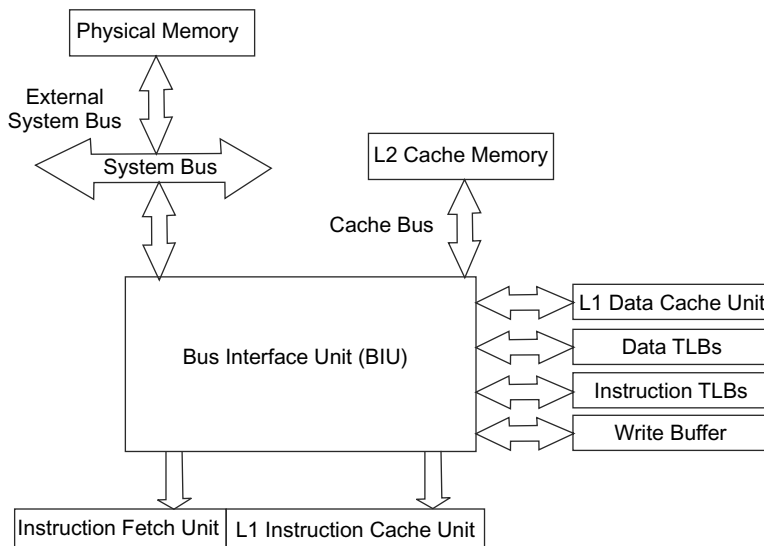 Physical Memory
External
System Bus
System Bus
L2 Cache Memory
Cache Bus
Bus Interface Unit (BIU)
L1 Data Cache Unit
Data TLBs
Instruction TLBs
Write Buffer
Instruction Fetch Unit
L1 Instruction Cache Unit